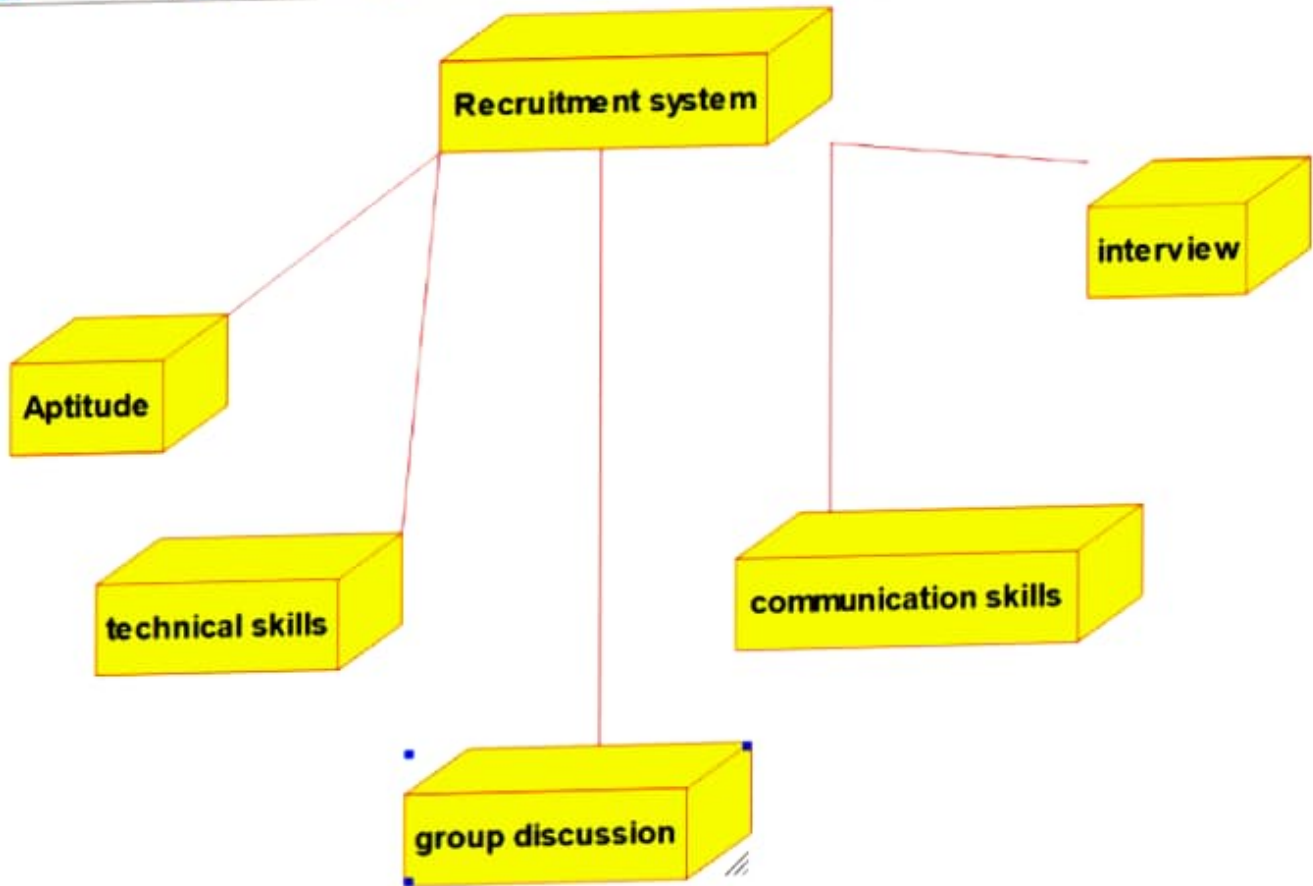 Recruitment system
interview
Aptitude
technical skills
communication skills
group discussion